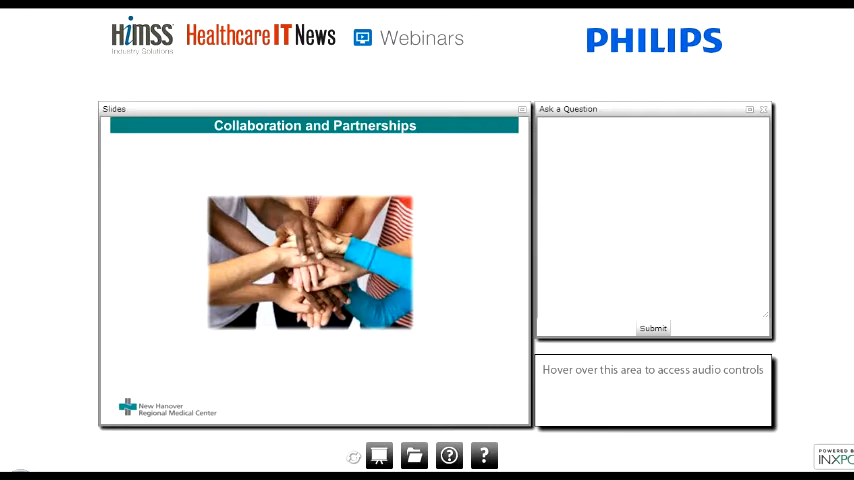 HiMSS
Industry Solutions
Healthcare IT News
Webinars
PHILIPS
Slides
Collaboration and Partnerships
New Hanover
Regional Medical Center
Ask a Question
Submit
Hover over this area to access audio controls
?
?
POWERED B
INXPO